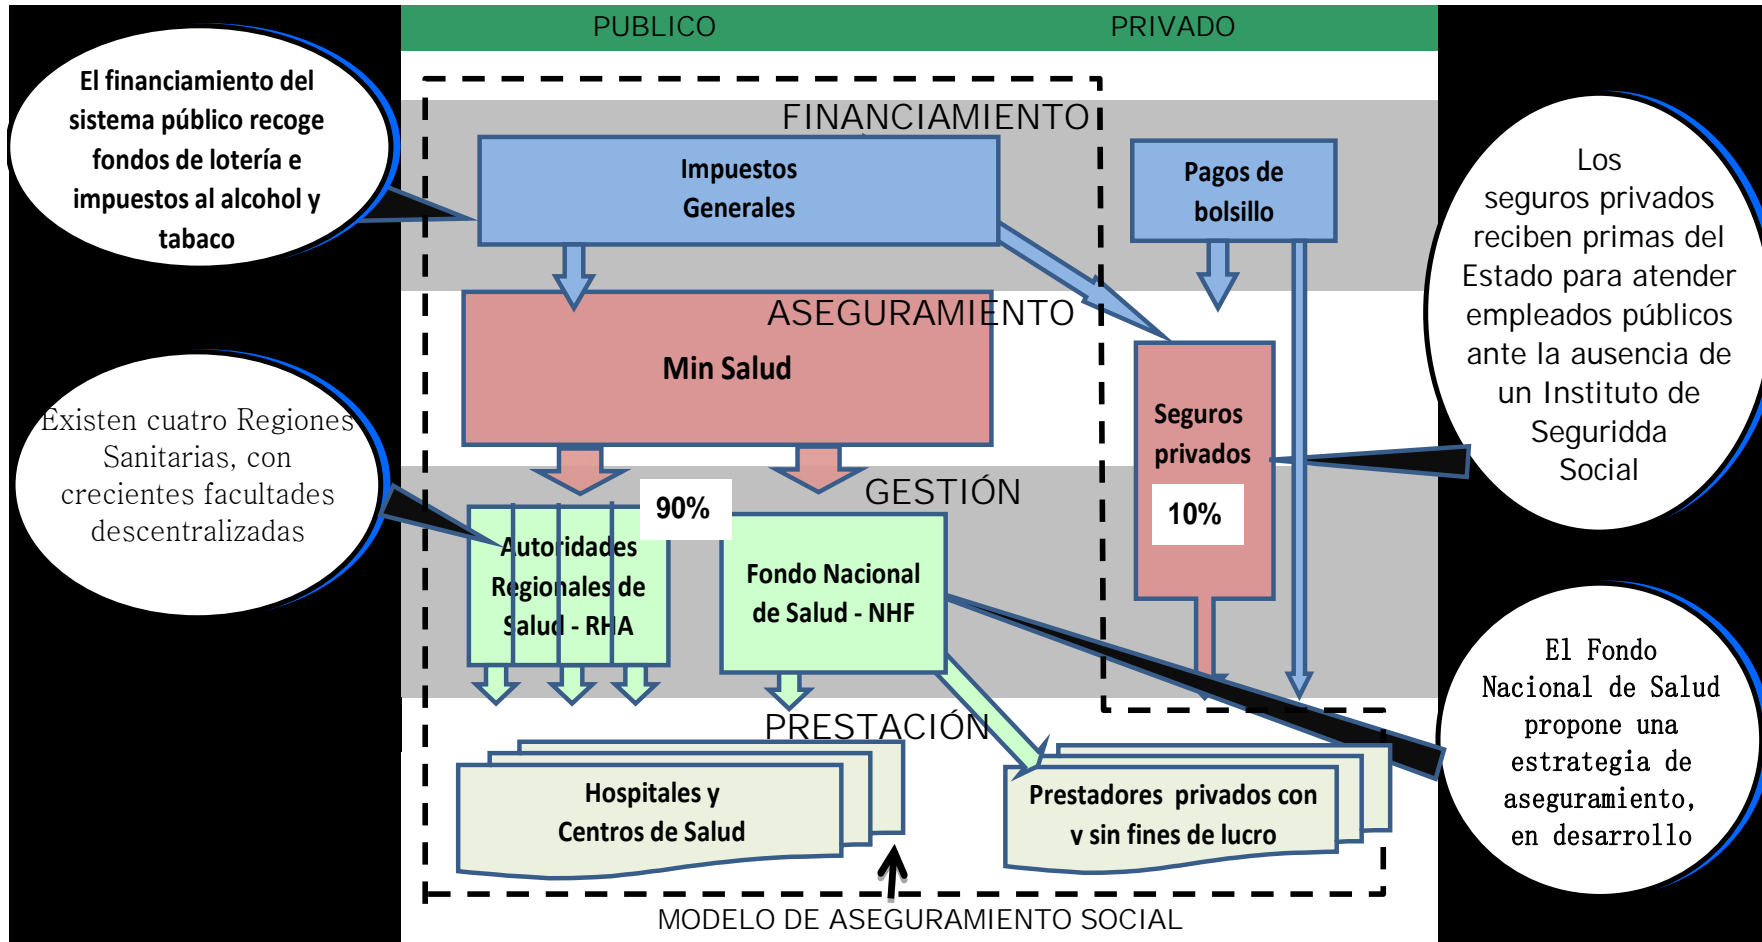 PUBLICO
PRIVADO
El financiamiento del
sistema público recoge
fondos de lotería e
impuestos al alcohol y
tabaco
FINANCIAMIENTO
Impuestos
Generales
Pagos de
bolsillo
Los
seguros privados
reciben primas del
Estado para atender
empleados públicos
ante la ausencia de
un Instituto de
Seguridda
Social
ASEGURAMIENTO
Min Salud
Seguros
privados
10%
Existen cuatro Regiones
Sanitarias, con
crecientes facultades
descentralizadas
GESTIÓN
90%
Autoridades
Regionales de
Salud - RHA
Fondo Nacional
de Salud - NHF
El Fondo
Nacional de Salud
propone una
estrategia de
aseguramiento,
en desarrollo
PRESTACIÓN
Hospitales y
Centros de Salud
Prestadores privados con
y sin fines de lucro
MODELO DE ASEGURAMIENTO SOCIAL